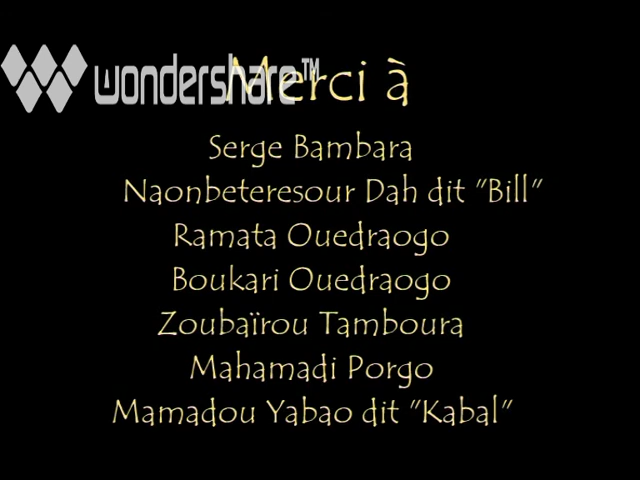 wondershare™
Merci à
Serge Bambara
Naonbeteresour Dah dit "Bill"
Ramata Ouedraogo
Boukari Ouedraogo
Zoubaïrou Tamboura
Mahamadi Porgo
Mamadou Yabao dit "Kabal"